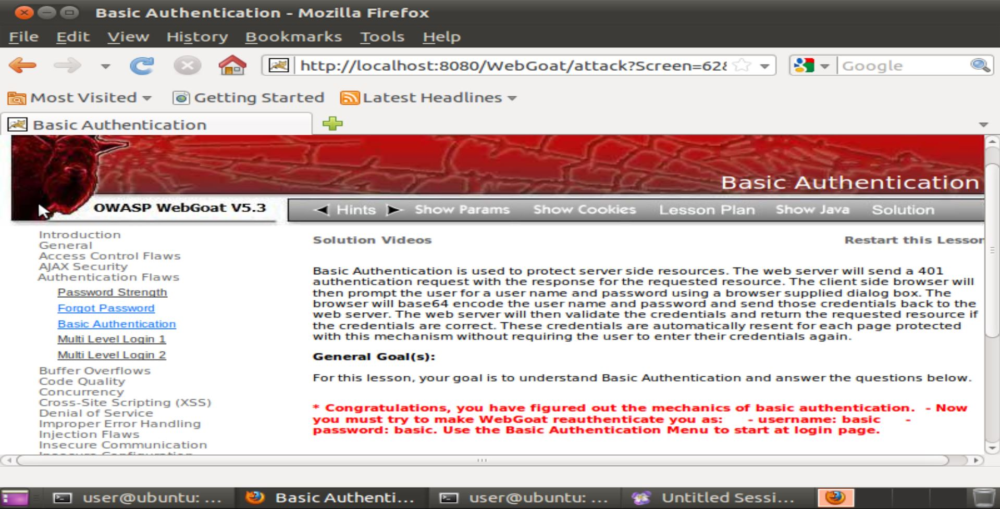 Basic Authentication - Mozilla Firefox
File Edit View History Bookmarks Tools Help
http://localhost:8080/WebGoat/attack?Screen=62&
Google
Most Visited Getting Started Latest Headlines
Basic Authentication
Basic Authentication
OWASP WebGoat V5.3
Hints Show Params Show Cookies Lesson Plan Show Java Solution
Introduction
General
Access Control Flaws
AJAX Security
Authentication Flaws
Password Strength
Forgot Password
Basic Authentication
Multi Level Login 1
Multi Level Login 2
Buffer Overflows
Code Quality
Concurrency
Cross-Site Scripting (XSS)
Denial of Service
Improper Error Handling
Injection Flaws
Insecure Communication
Solution Videos Restart this Lesson
Basic Authentication is used to protect server side resources. The web server will send a 401
authentication request with the response for the requested resource. The client side browser will
then prompt the user for a user name and password using a browser supplied dialog box. The
browser will base64 encode the user name and password and send those credentials back to the
web server. The web server will then validate the credentials and return the requested resource if
the credentials are correct. These credentials are automatically resent for each page protected
with this mechanism without requiring the user to enter their credentials again.
General Goal(s):
For this lesson, your goal is to understand Basic Authentication and answer the questions below.
* Congratulations, you have figured out the mechanics of basic authentication. - Now
you must try to make WebGoat reauthenticate you as: - username: basic -
password: basic. Use the Basic Authentication Menu to start at login page.
user@ubuntu: ... Basic Authenti... user@ubuntu: ... Untitled Sessi...